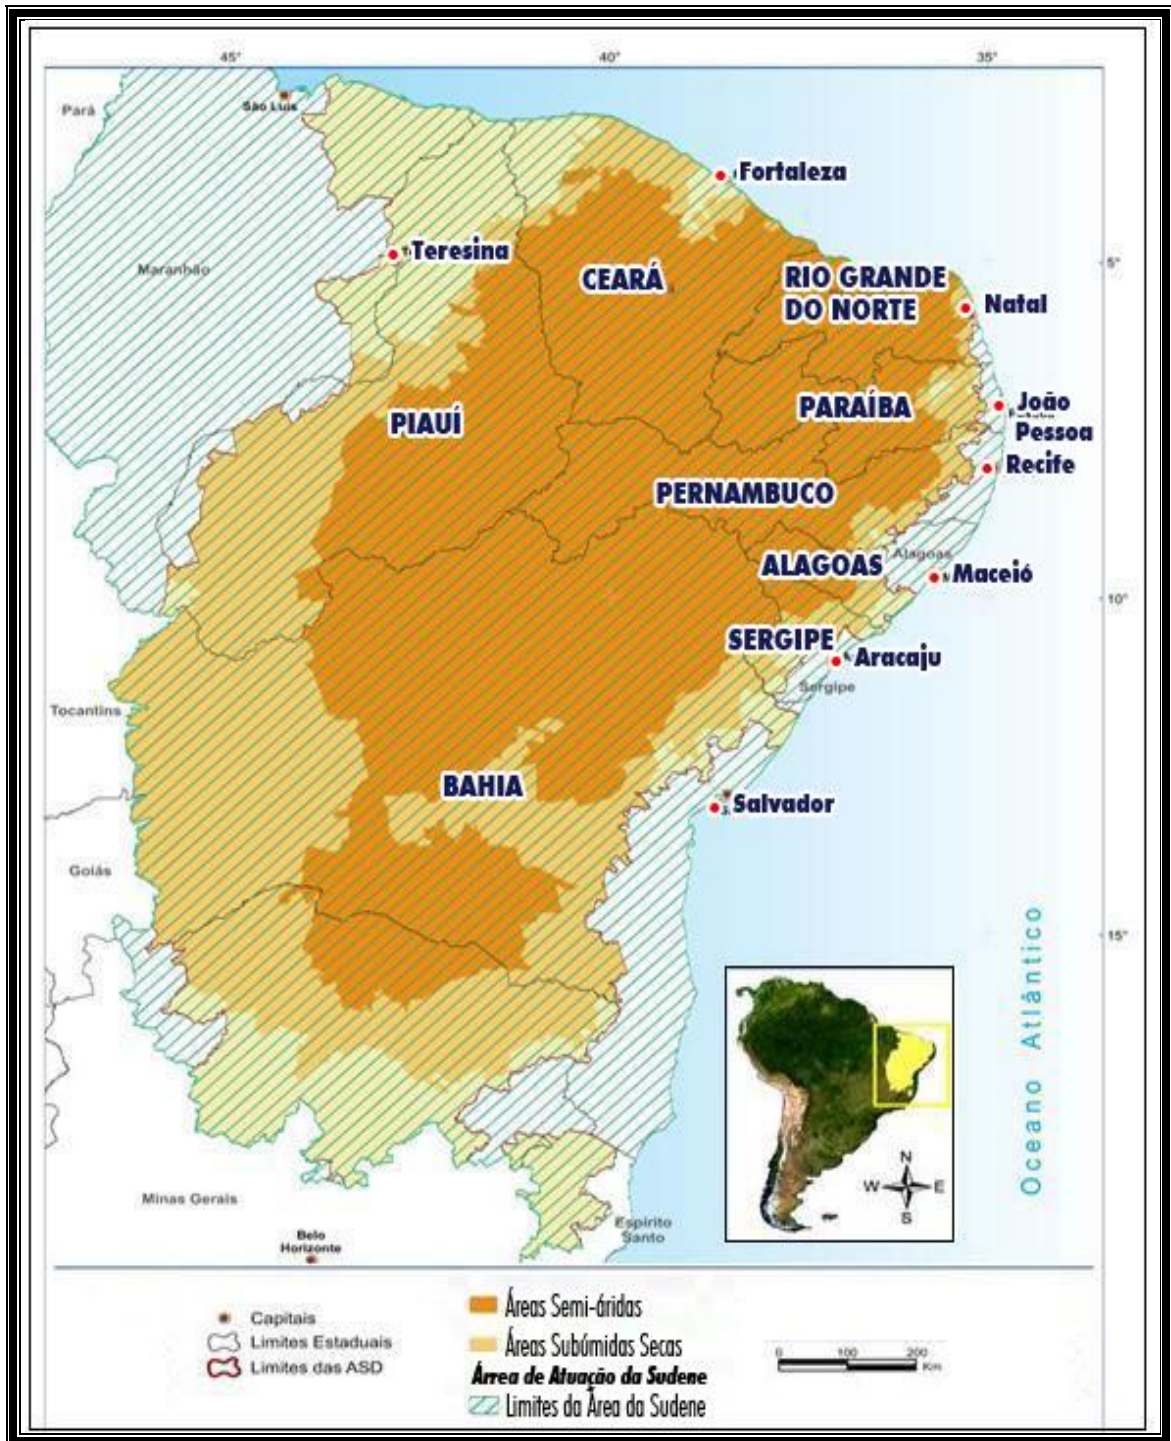 45°
40°
35°
Pará
São Luís
Fortaleza
Teresina
Maranhão
CEARÁ
5°
RIO GRANDE
DO NORTE
Natal
PIAUÍ
PARAÍBA
João
Pessoa
Recife
PERNAMBUCO
Alagoas
ALAGOAS
Maceió
10°
SERGIPE
Aracaju
Sergipe
Tocantins
BAHIA
Salvador
Goiás
15°
Oceano Atlântico
N
W
E
S
Minas Gerais
Espírito
Santo
Belo
Horizonte
Capitais
Limites Estaduais
Limites das ASD
Áreas Semi-áridas
Áreas Subúmidas Secas
Árrea de Atuação da Sudene
Limites da Área da Sudene
0 100 200
Km